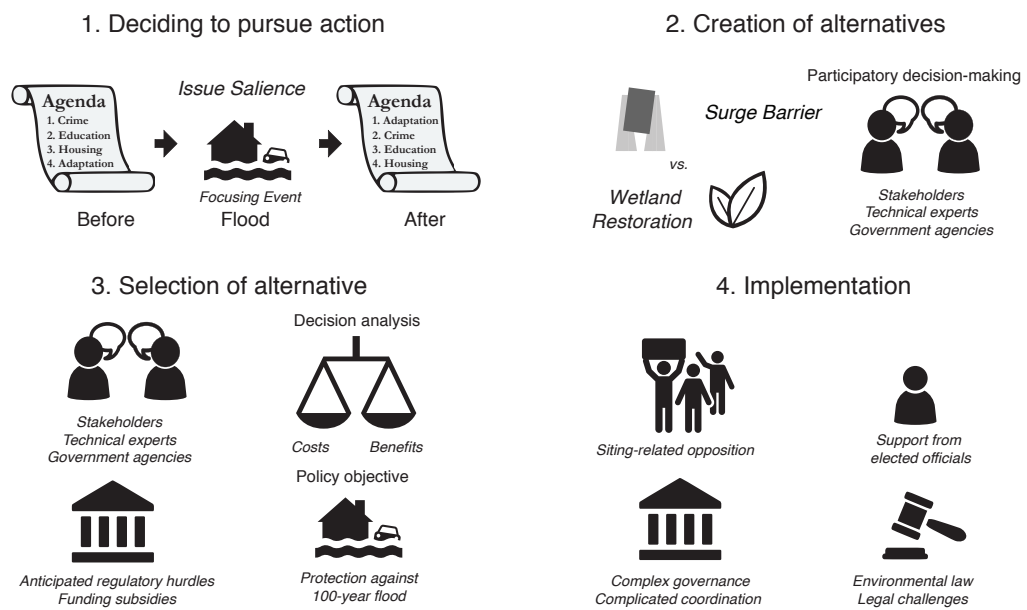 1. Deciding to pursue action
Agenda
1. Crime
2. Education
3. Housing
4. Adaptation
Before
Issue Salience
Focusing Event
Flood
Agenda
1. Adaptation
2. Crime
3. Education
4. Housing
After
2. Creation of alternatives
Surge Barrier
vs.
Wetland
Restoration
Participatory decision-making
Stakeholders
Technical experts
Government agencies
3. Selection of alternative
Stakeholders
Technical experts
Government agencies
Decision analysis
Costs
Benefits
Anticipated regulatory hurdles
Funding subsidies
Policy objective
Protection against
100-year flood
4. Implementation
Siting-related opposition
Support from
elected officials
Complex governance
Complicated coordination
Environmental law
Legal challenges